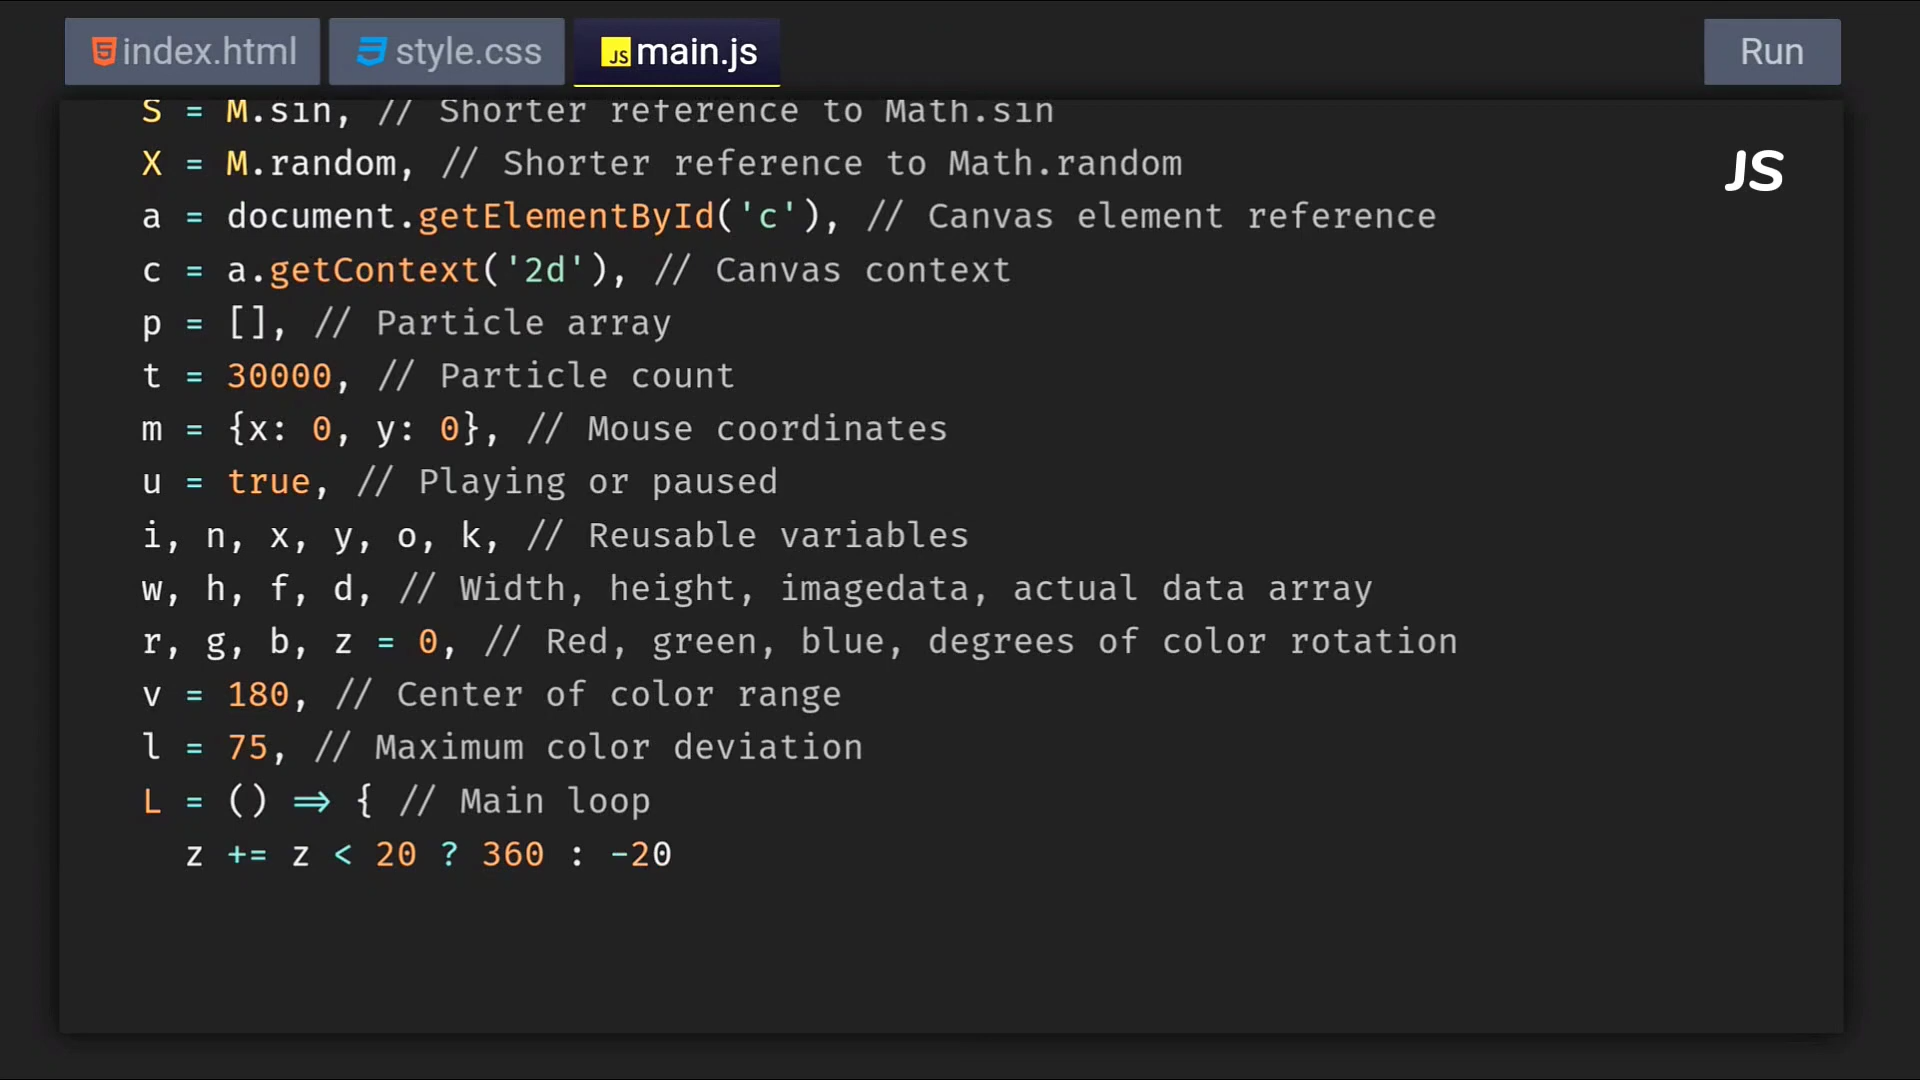 index.html style.css JS main.js Run
S = M.sin, // Shorter reference to Math.sin
X = M.random, // Shorter reference to Math.random
JS
a = document.getElementById('c'), // Canvas element reference
c = a.getContext('2d'), // Canvas context
p = [], // Particle array
t = 30000, // Particle count
m = {x: 0, y: 0}, // Mouse coordinates
u = true, // Playing or paused
i, n, x, y, o, k, // Reusable variables
w, h, f, d, // Width, height, imagedata, actual data array
r, g, b, z = 0, // Red, green, blue, degrees of color rotation
v = 180, // Center of color range
l = 75, // Maximum color deviation
L = () => { // Main loop
z += z < 20 ? 360 : -20